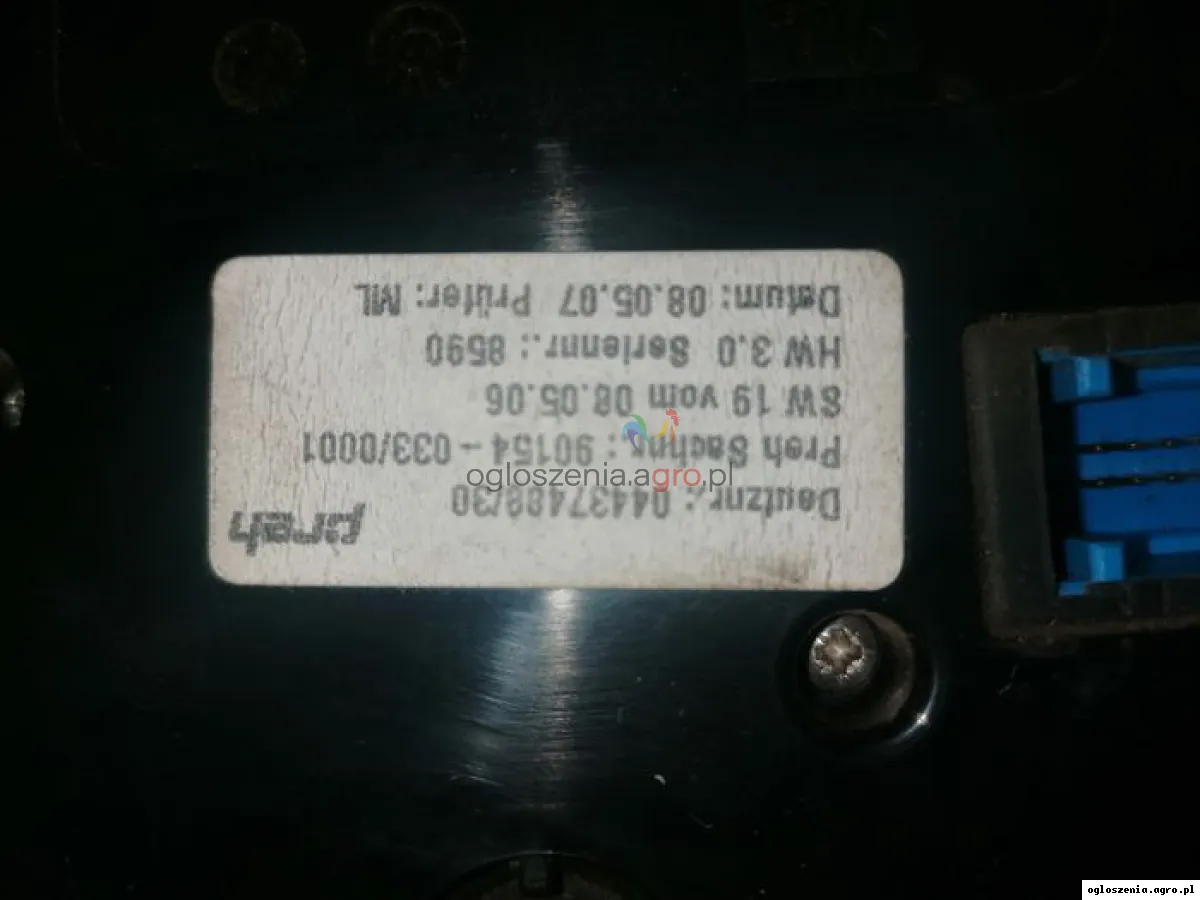 preh
Deutznr.: 04437488/30
Preh Sachnr.: 90154 - 033/0001
SW 19 vom 08.05.06
HW 3.0 Seriennr.: 8590
Datum: 08.05.07 Prüfer: ML
ogloszenia.agro.pl
ogloszenia.agro.pl